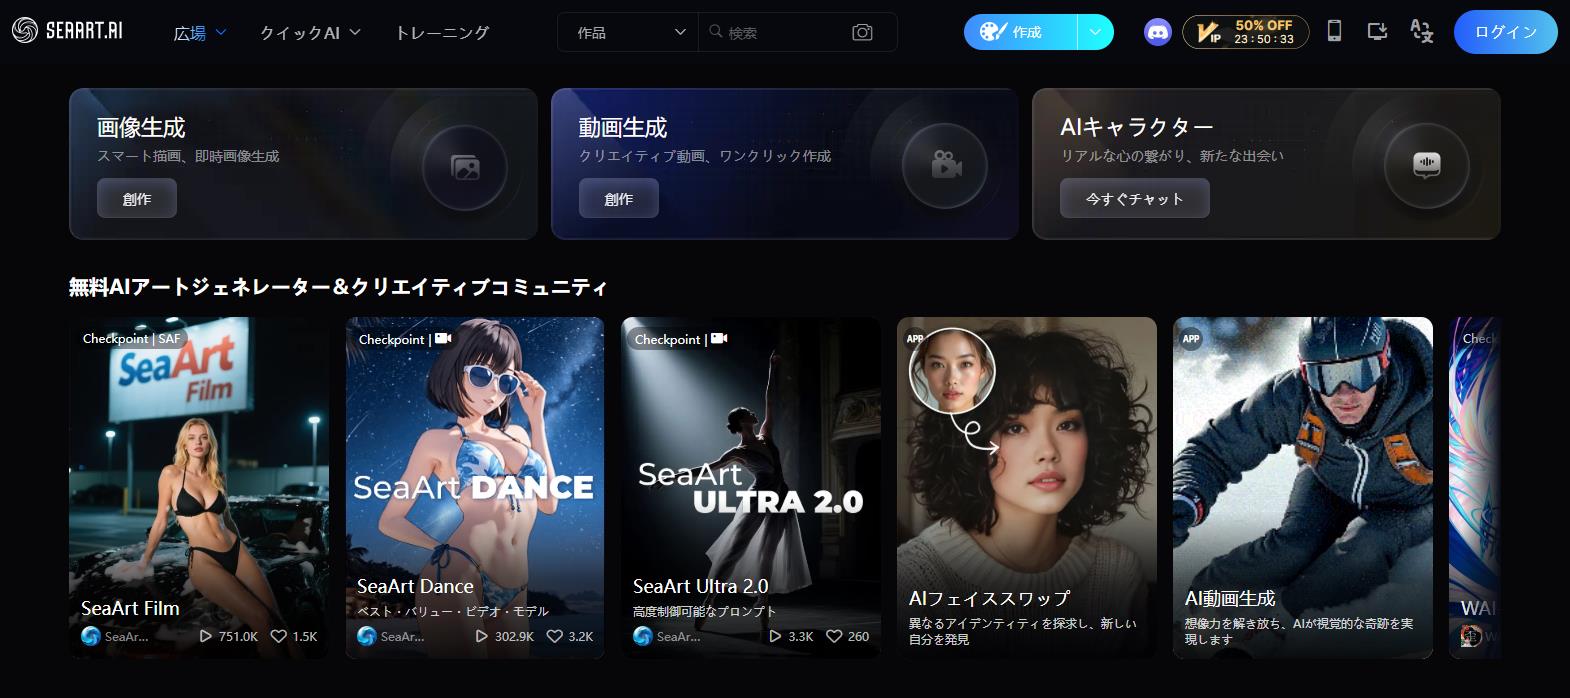 SEAART.AI
広場
クイックAI
トレーニング
作品
検索
作成
VIP
50% OFF
23 : 50 : 33
ログイン
画像生成
スマート描画、即時画像生成
創作
動画生成
クリエイティブ動画、ワンクリック作成
創作
AIキャラクター
リアルな心の繋がり、新たな出会い
今すぐチャット
無料AIアートジェネレーター＆クリエイティブコミュニティ
Checkpoint | SAF
SeaArt
Film
SeaArt Film
SeaAr...
751.0K
1.5K
Checkpoint |
SeaArt DANCE
SeaArt Dance
ベスト・バリュー・ビデオ・モデル
SeaAr...
302.9K
3.2K
Checkpoint |
SeaArt
ULTRA 2.0
SeaArt Ultra 2.0
高度制御可能なプロンプト
SeaAr...
3.3K
260
APP
AIフェイススワップ
異なるアイデンティティを探求し、新しい
自分を発見
APP
AI動画生成
想像力を解き放ち、AIが視覚的な奇跡を実
現します
Check
WAI